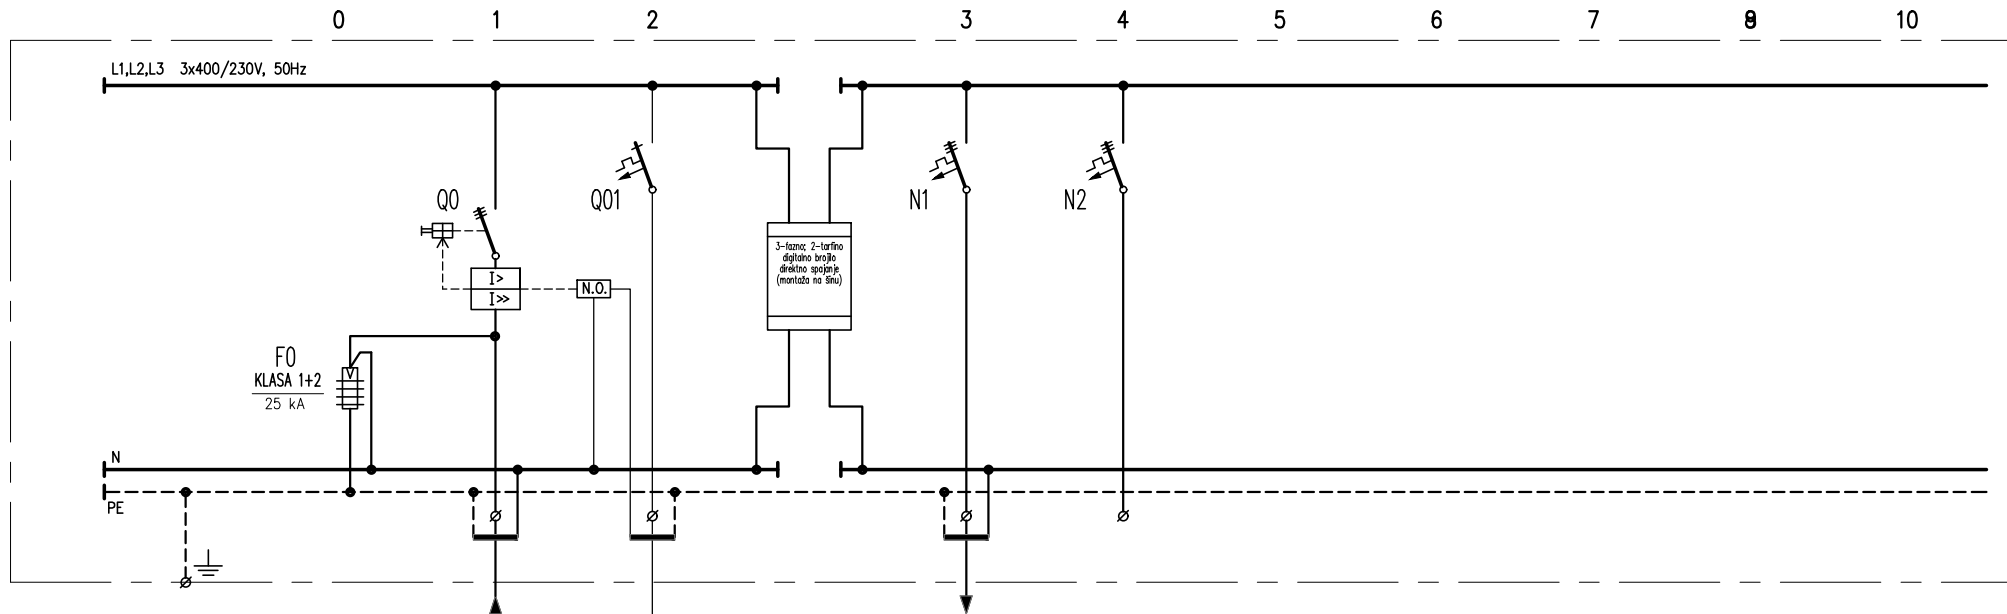 0 1 2 3 4 5 6 7 8 10
L1,L2,L3 3x400/230V, 50Hz
Q0
Q01
N1
N2
3-fazno; 2-tarfino
digitalno brojilo
direktno spajanje
(montaža na šinu)
I >
I >>
N.O.
F0
KLASA 1+2
25 kA
N
PE